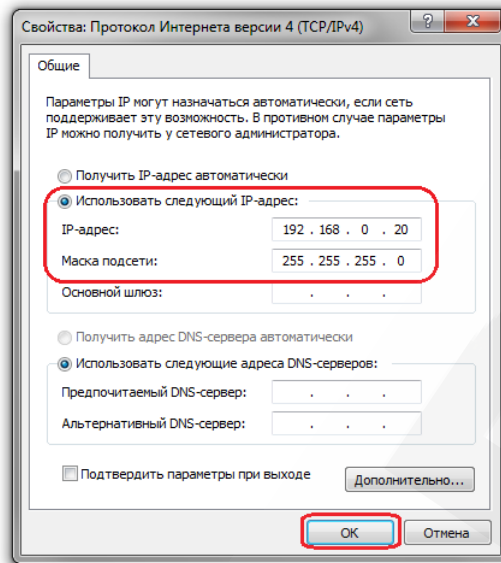 Свойства: Протокол Интернета версии 4 (TCP/IPv4)
Общие
Параметры IP могут назначаться автоматически, если сеть
поддерживает эту возможность. В противном случае параметры
IP можно получить у сетевого администратора.
Получить IP-адрес автоматически
Использовать следующий IP-адрес:
IP-адрес: 192 . 168 . 0 . 20
Маска подсети: 255 . 255 . 255 . 0
Основной шлюз: . . .
Получить адрес DNS-сервера автоматически
Использовать следующие адреса DNS-серверов:
Предпочитаемый DNS-сервер: . . .
Альтернативный DNS-сервер: . . .
Подтвердить параметры при выходе
Дополнительно...
ОК Отмена